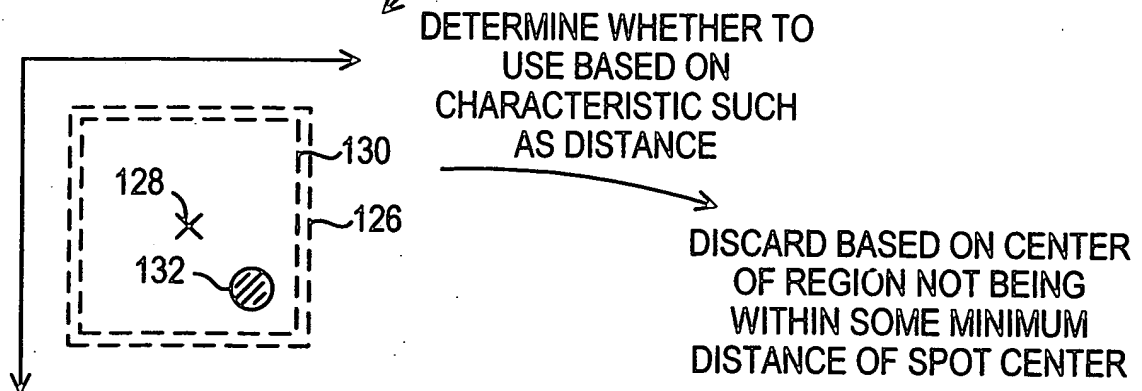 DETERMINE WHETHER TO
USE BASED ON
CHARACTERISTIC SUCH
AS DISTANCE
130
128
126
132
DISCARD BASED ON CENTER
OF REGION NOT BEING
WITHIN SOME MINIMUM
DISTANCE OF SPOT CENTER